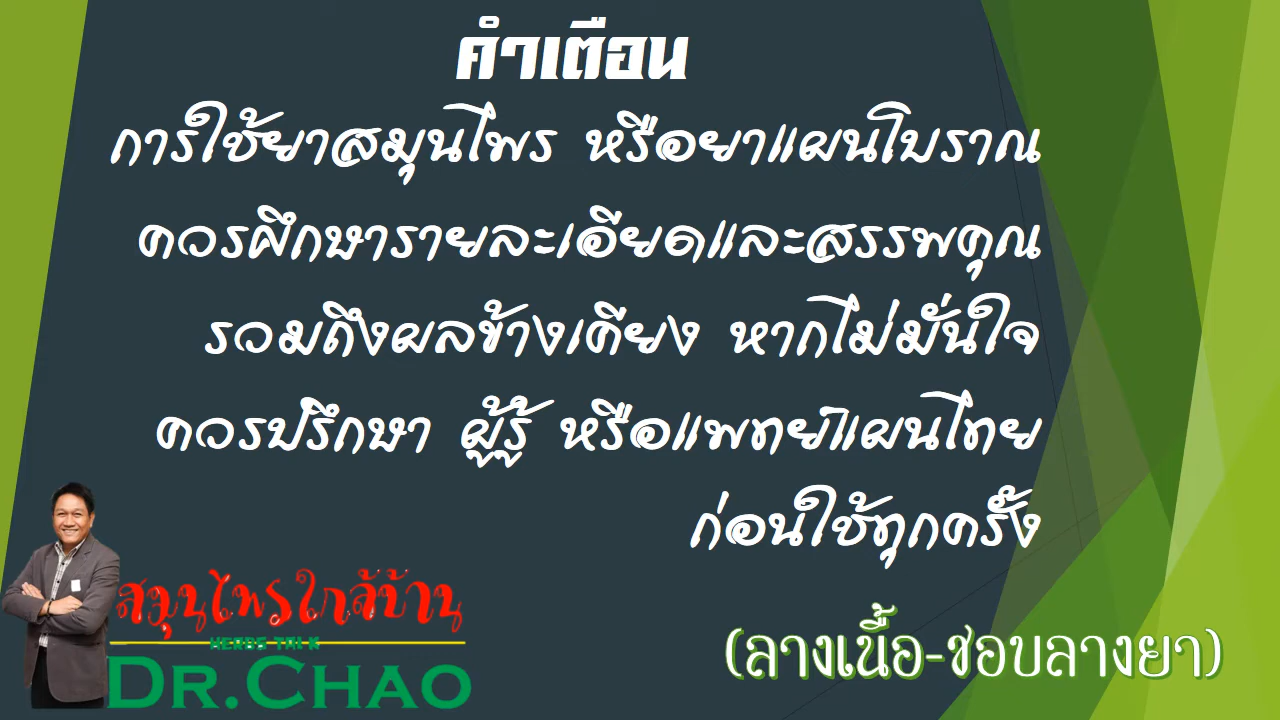 คำเตือน
การใช้ยาสมุนไพร หรือยาแผนโบราณ
ควรศึกษารายละเอียดและสรรพคุณ
รวมถึงผลข้างเคียง หากไม่มั่นใจ
ควรปรึกษา ผู้รู้ หรือแพทย์แผนไทย
ก่อนใช้ทุกครั้ง
สมุนไพรใกล้บ้าน
HERBS TALK
DR.CHAO
(ลางเนื้อ-ชอบลางยา)